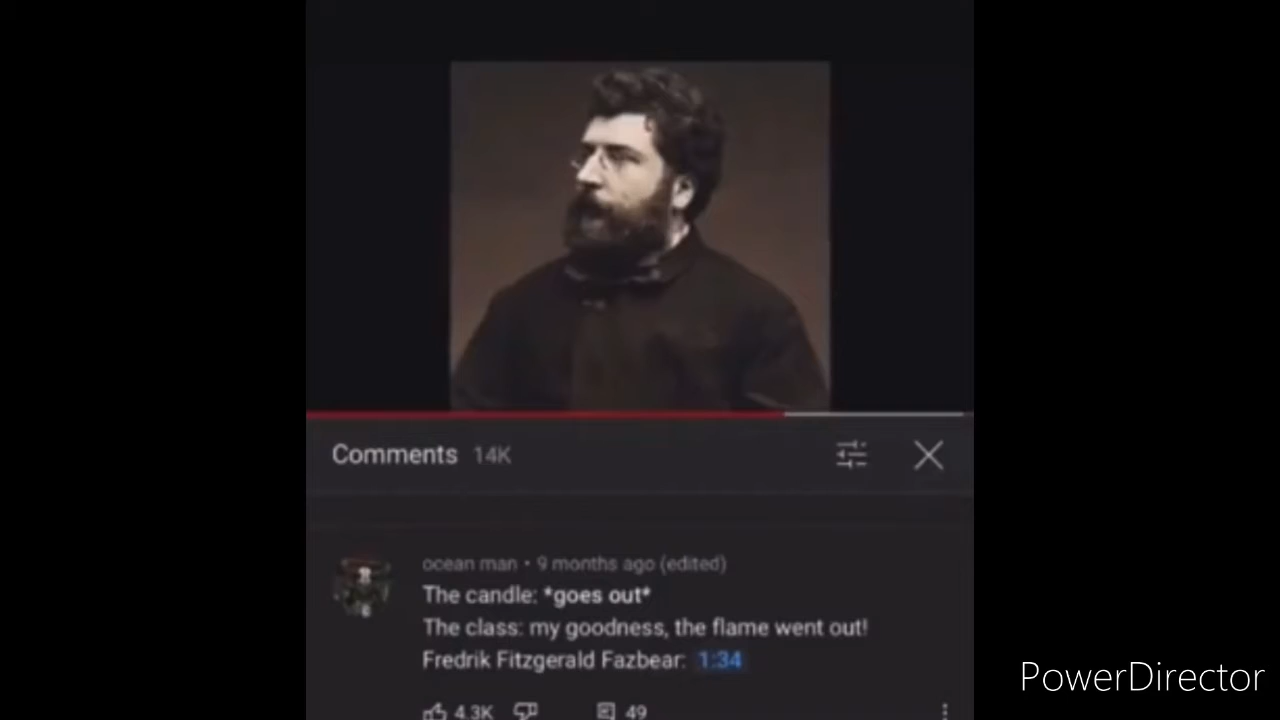 Comments 14K
ocean man • 9 months ago (edited)
The candle: *goes out*
The class: my goodness, the flame went out!
Fredrik Fitzgerald Fazbear: 1:34
4.3K 49
PowerDirector